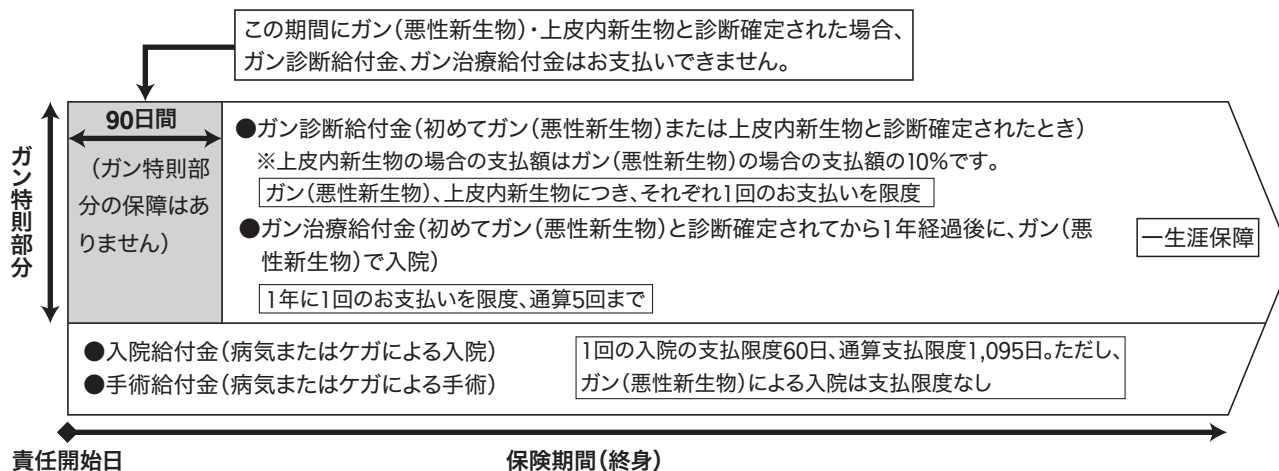 この期間にガン(悪性新生物)・上皮内新生物と診断確定された場合、
ガン診断給付金、ガン治療給付金はお支払いできません。
ガン特則部分
90日間
(ガン特則部
分の保障はあ
りません)
●ガン診断給付金(初めてガン(悪性新生物)または上皮内新生物と診断確定されたとき)
※上皮内新生物の場合の支払額はガン(悪性新生物)の場合の支払額の10%です。
ガン(悪性新生物)、上皮内新生物につき、それぞれ1回のお支払いを限度
●ガン治療給付金(初めてガン(悪性新生物)と診断確定されてから1年経過後に、ガン(悪
性新生物)で入院)
1年に1回のお支払いを限度、通算5回まで
一生涯保障
●入院給付金(病気またはケガによる入院)
●手術給付金(病気またはケガによる手術)
1回の入院の支払限度60日、通算支払限度1,095日。ただし、
ガン(悪性新生物)による入院は支払限度なし
責任開始日
保険期間(終身)